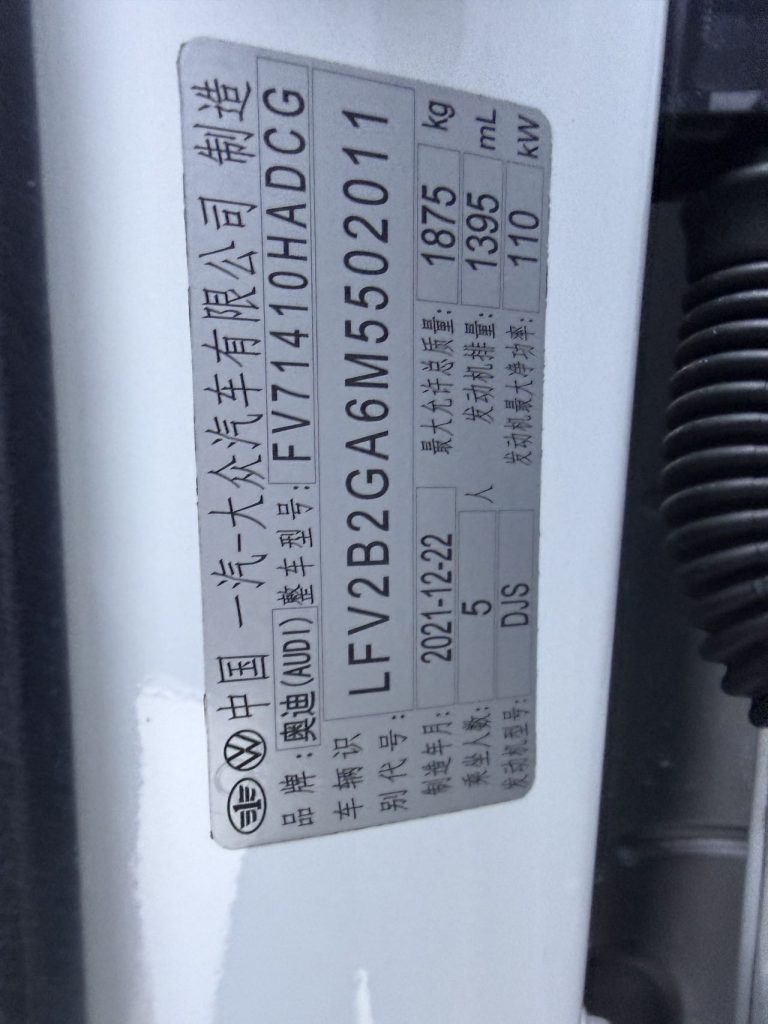 中国 一汽-大众汽车有限公司 制造
品牌：奥迪(AUDI) 整车型号：FV71410HADCG
车辆识别代号：LFV2B2GA6M5502011
制造年月：2021-12-22 最大允许总质量：1875 kg
乘坐人数：5 人 发动机排量：1395 mL
发动机型号：DJS 发动机最大净功率：110 kW